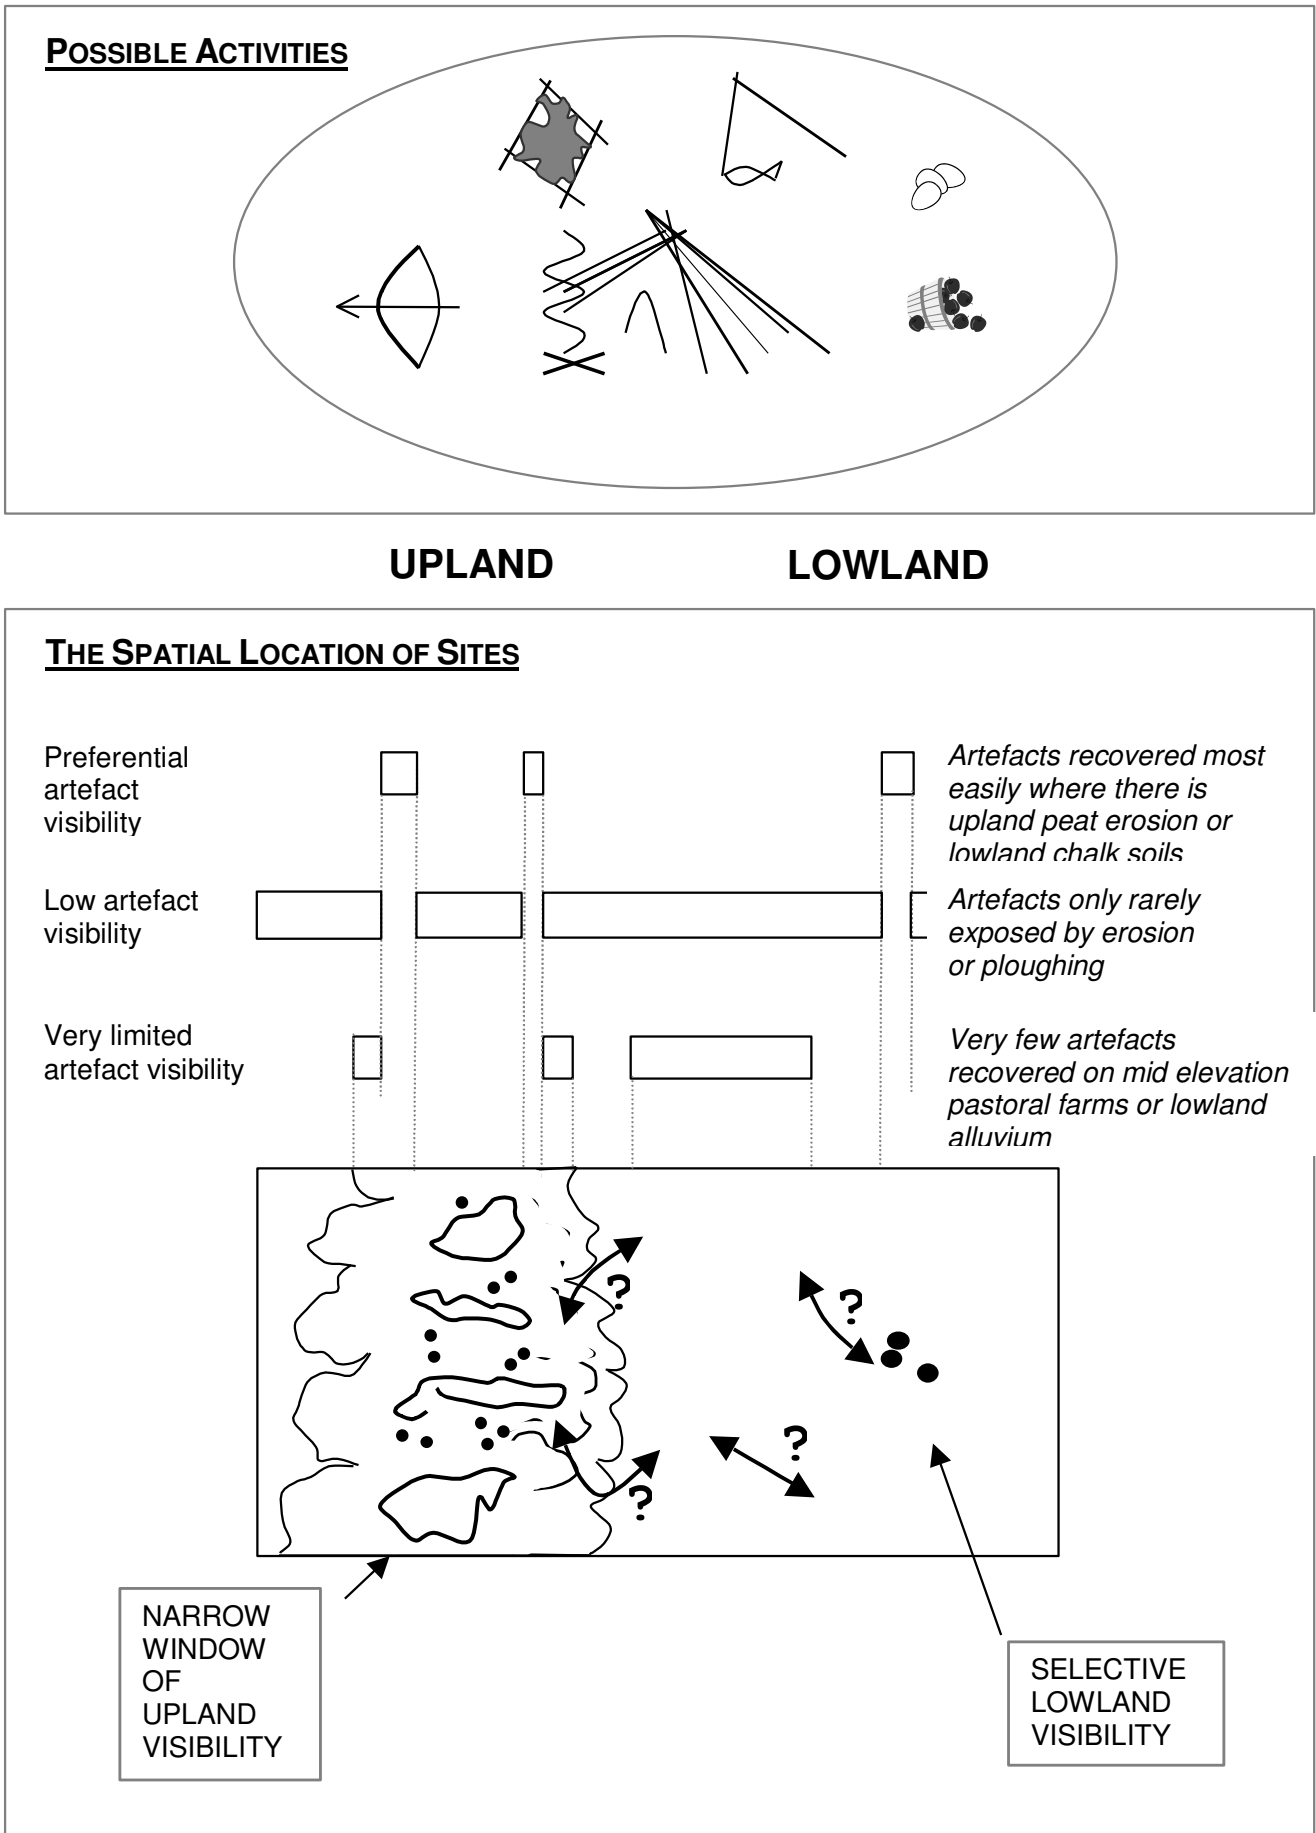 POSSIBLE ACTIVITIES
UPLAND LOWLAND
THE SPATIAL LOCATION OF SITES
Preferential
artefact
visibility
Artefacts recovered most
easily where there is
upland peat erosion or
lowland chalk soils
Low artefact
visibility
Artefacts only rarely
exposed by erosion
or ploughing
Very limited
artefact visibility
Very few artefacts
recovered on mid elevation
pastoral farms or lowland
alluvium
?
?
?
?
NARROW
WINDOW
OF
UPLAND
VISIBILITY
SELECTIVE
LOWLAND
VISIBILITY